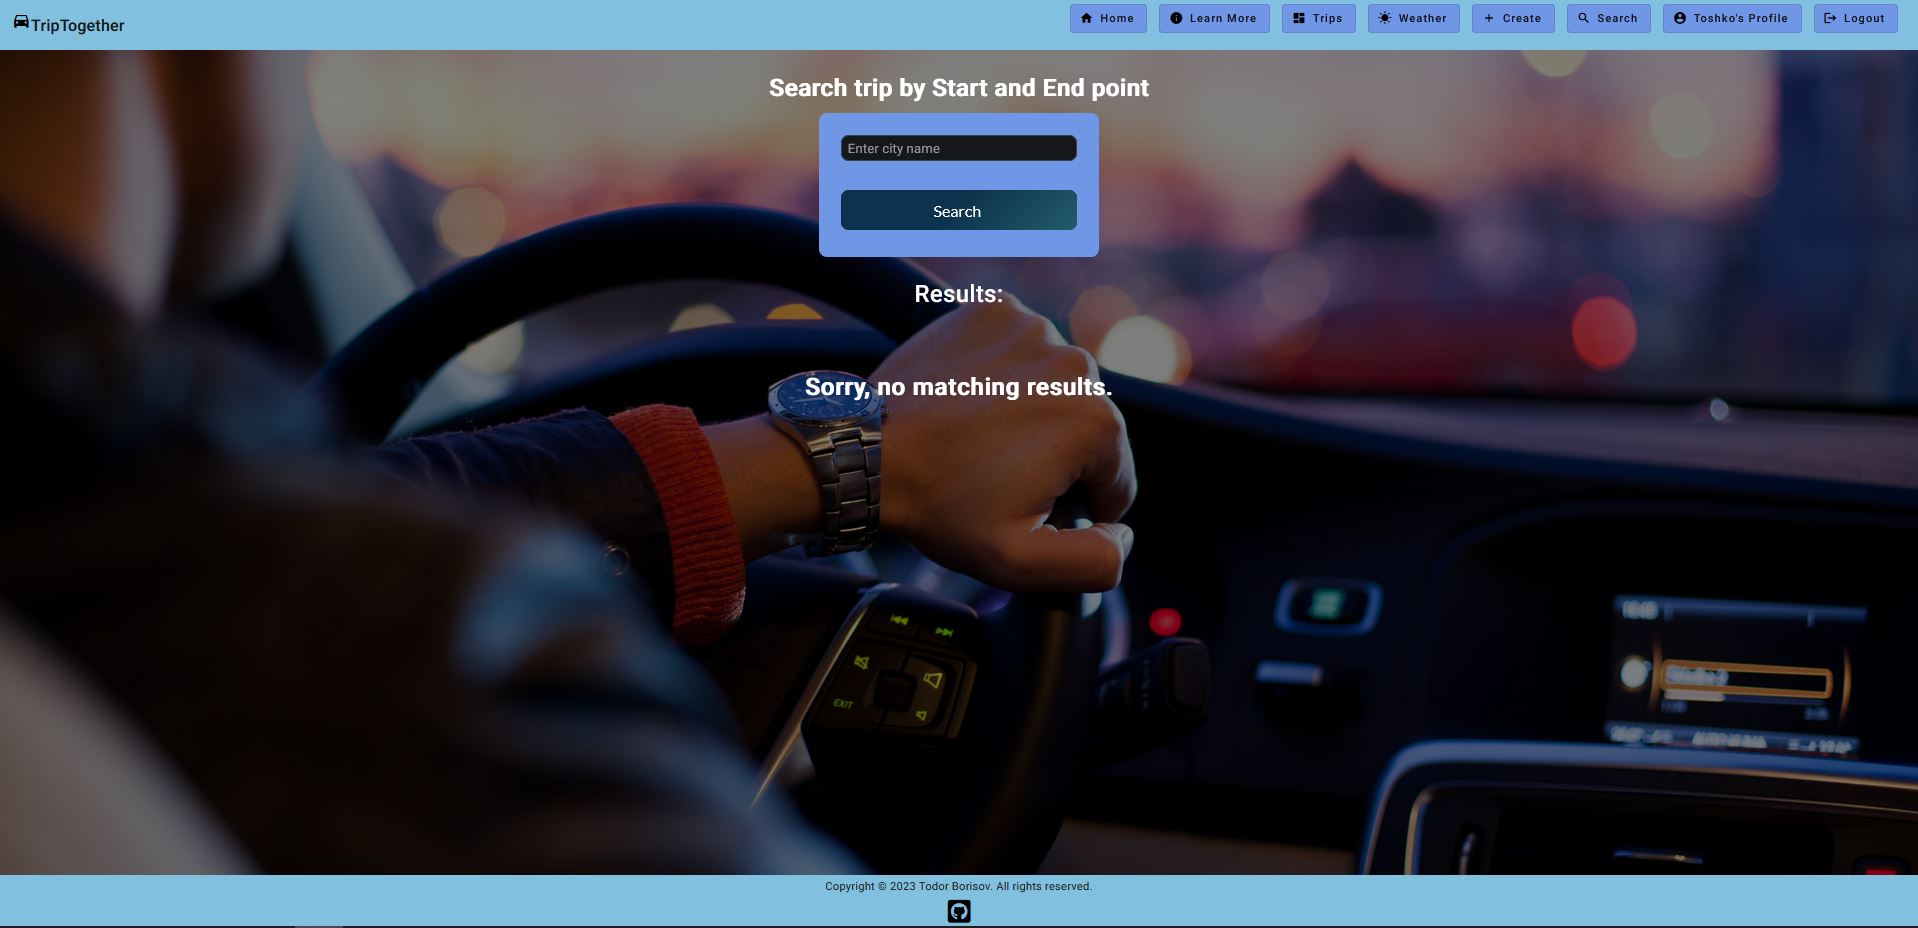 TripTogether
Home Learn More Trips Weather Create Search Toshko's Profile Logout
Search trip by Start and End point
Enter city name
Search
Results:
Sorry, no matching results.
EXIT
Copyright © 2023 Todor Borisov. All rights reserved.